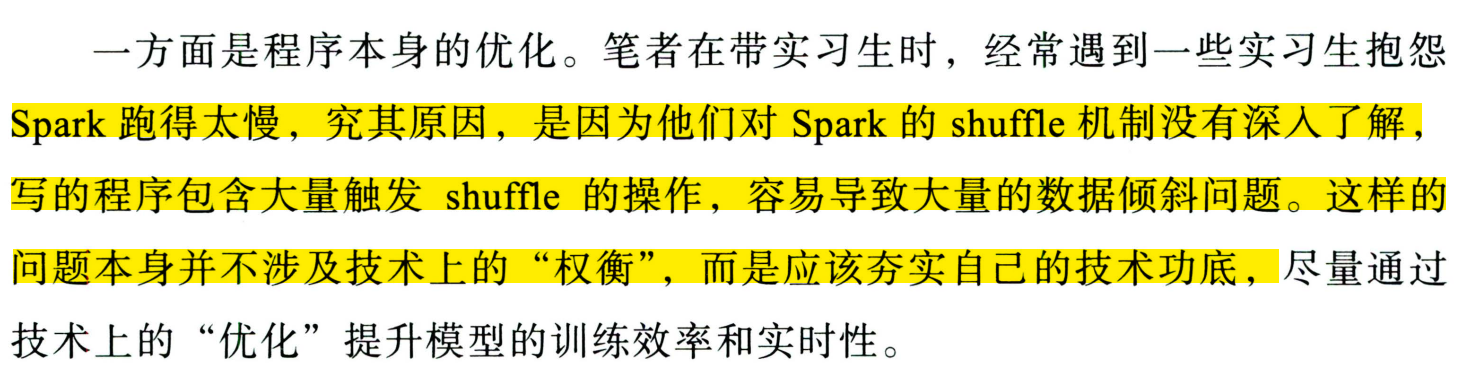 一方面是程序本身的优化。笔者在带实习生时，经常遇到一些实习生抱怨
Spark 跑得太慢，究其原因，是因为他们对 Spark 的 shuffle 机制没有深入了解，
写的程序包含大量触发 shuffle 的操作，容易导致大量的数据倾斜问题。这样的
问题本身并不涉及技术上的“权衡”，而是应该夯实自己的技术功底，尽量通过
技术上的“优化”提升模型的训练效率和实时性。